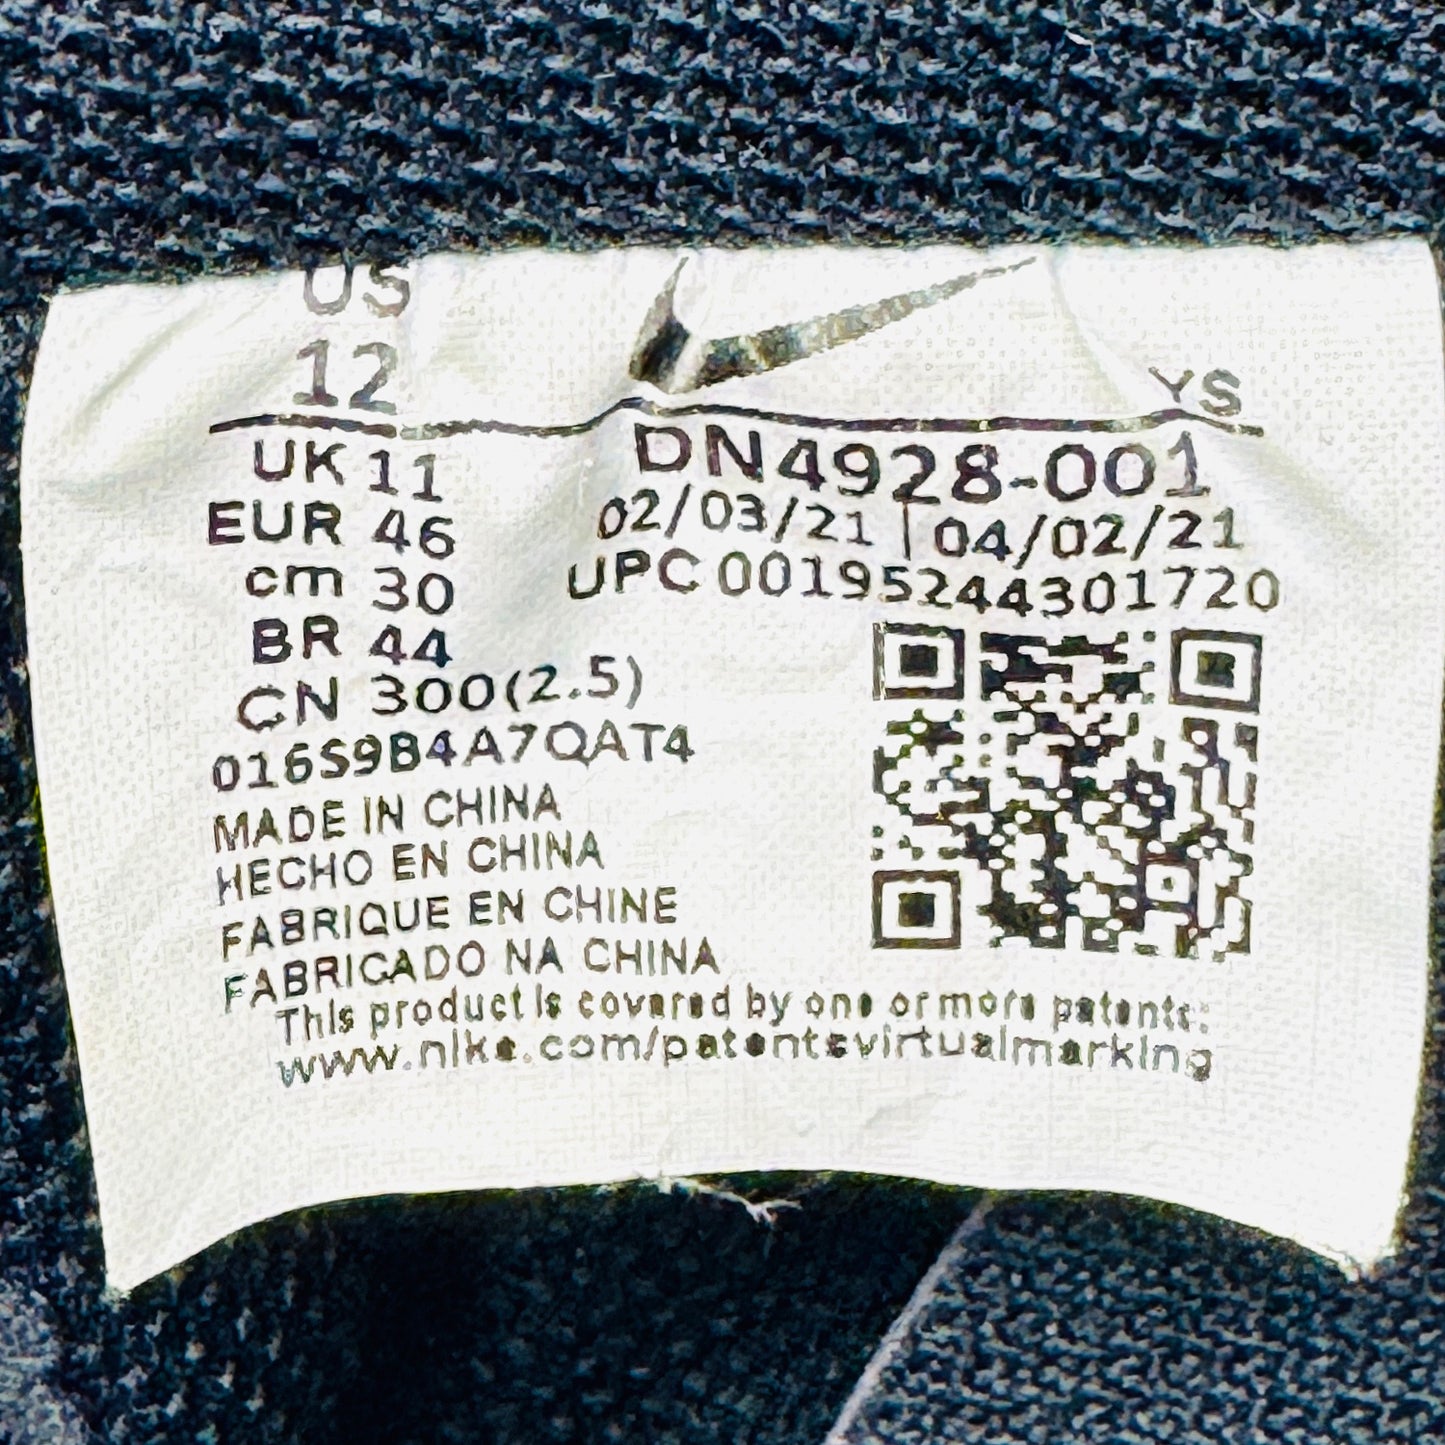 US
12
YS
UK 11
DN4928-001
EUR 46
02/03/21 | 04/02/21
cm 30
UPC 00195244301720
BR 44
CN 300(2.5)
016S9B4A7QAT4
MADE IN CHINA
HECHO EN CHINA
FABRIQUE EN CHINE
FABRICADO NA CHINA
This product is covered by one or more patents:
www.nike.com/patentsvirtualmarking